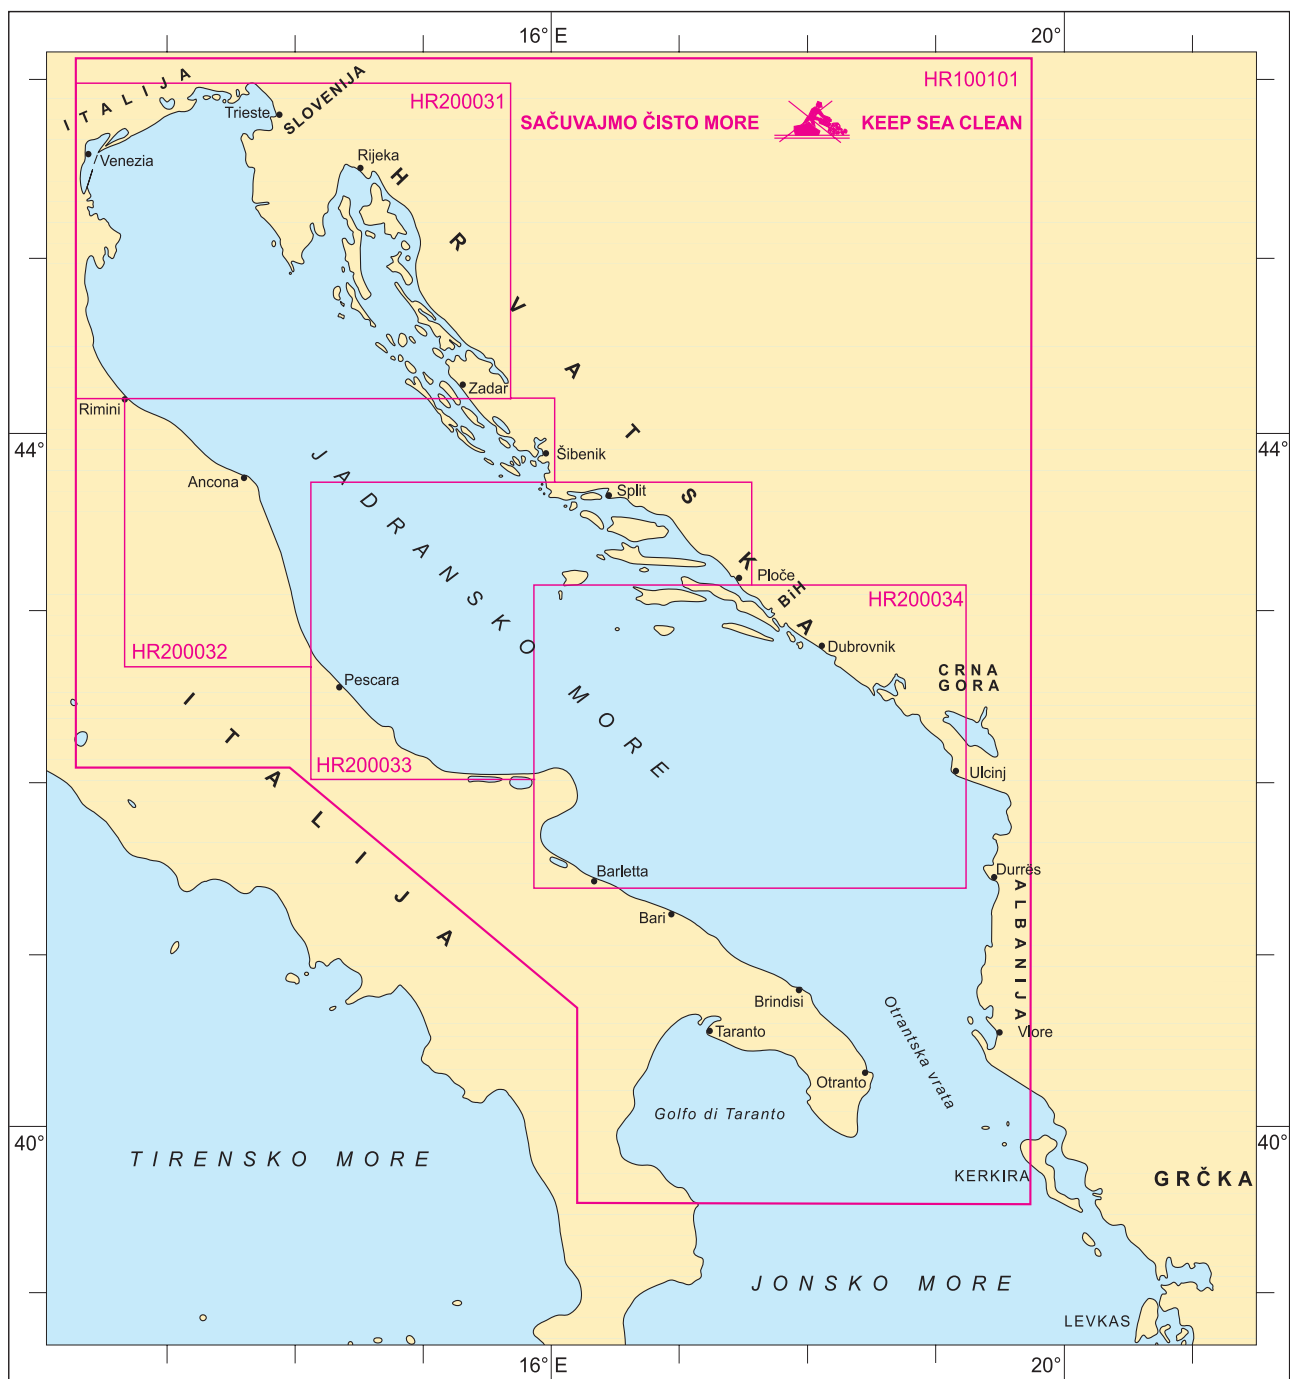 16° E
20°
ITALIJA
SLOVENIJA
Trieste
HR200031
HR100101
SAČUVAJMO ČISTO MORE
KEEP SEA CLEAN
Venezia
Rijeka
HRVATSKA
Zadar
Rimini
44°
44°
Šibenik
Ancona
Split
JADRANSKO MORE
Ploče
BiH
HR200034
Dubrovnik
HR200032
CRNA
GORA
Pescara
ITALIJA
HR200033
Ulcinj
Barletta
Durrës
ALBANIJA
Bari
Brindisi
Taranto
Otrantska vrata
Vlore
Otranto
Golfo di Taranto
40°
40°
TIRENSKO MORE
KERKIRA
GRČKA
JONSKO MORE
LEVKAS
16° E
20°